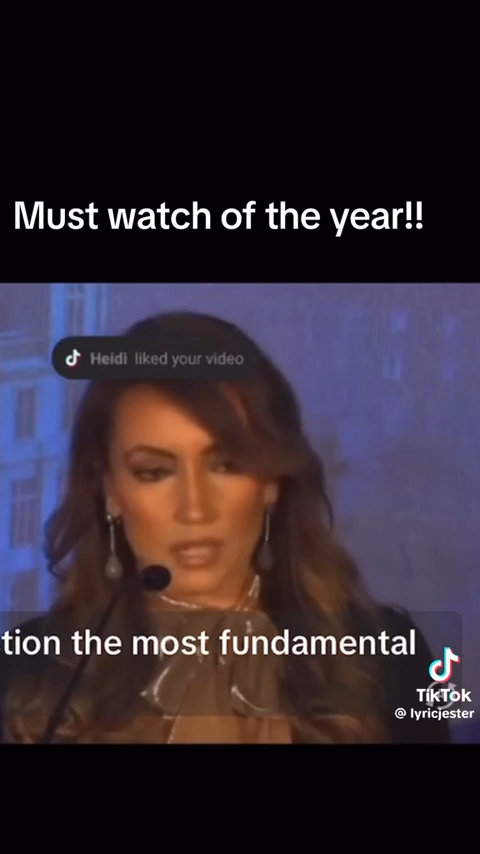 Must watch of the year!!
Heidi liked your video
tion the most fundamental
TikTok
@ lyricjester